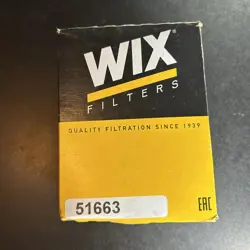 WIX
FILTERS
QUALITY FILTRATION SINCE 1939
51663
EAC